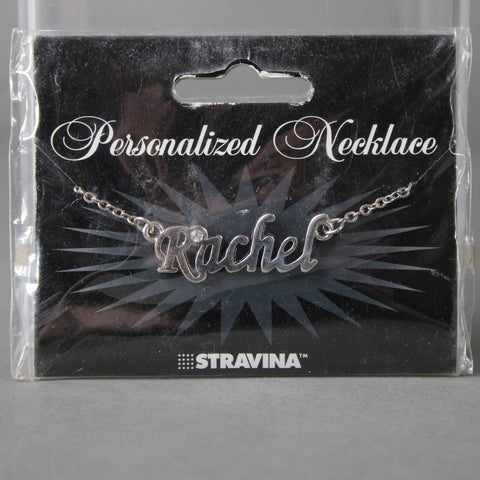 Personalized Necklace
Rachel
STRAVINA™